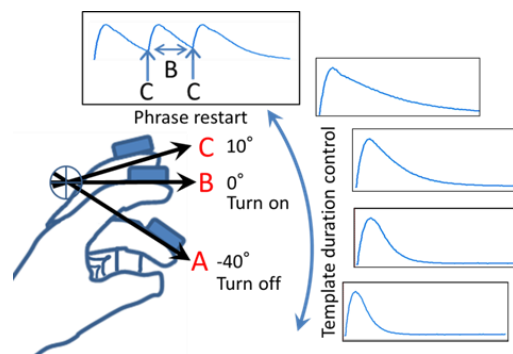 B
C C
Phrase restart
C 10°
B 0°
Turn on
A -40°
Turn off
Template duration control